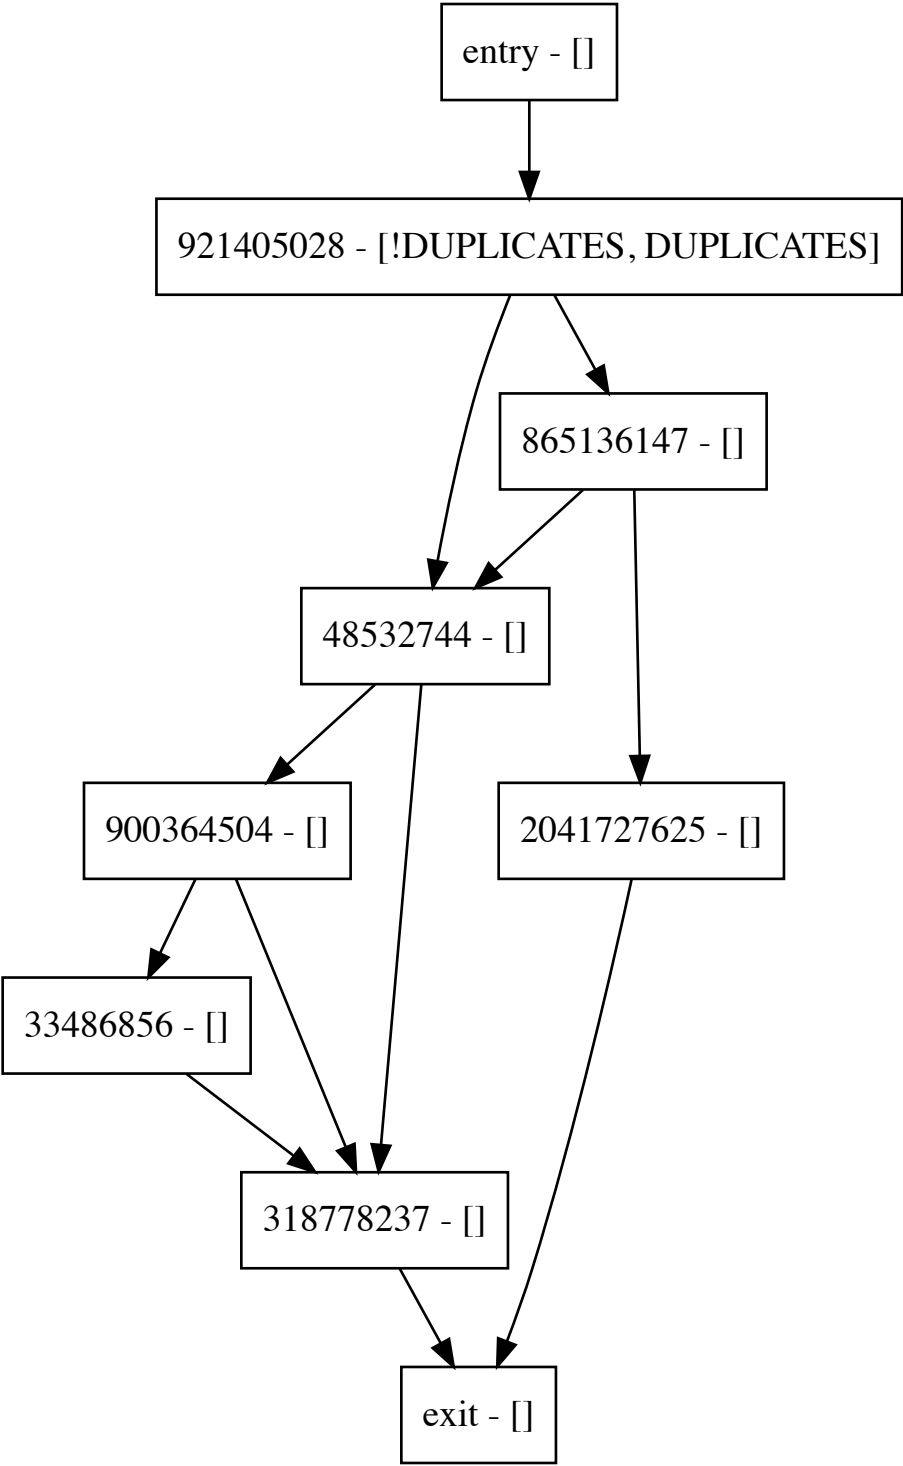 entry - []
921405028 - [!DUPLICATES, DUPLICATES]
865136147 - []
48532744 - []
900364504 - []
2041727625 - []
33486856 - []
318778237 - []
exit - []